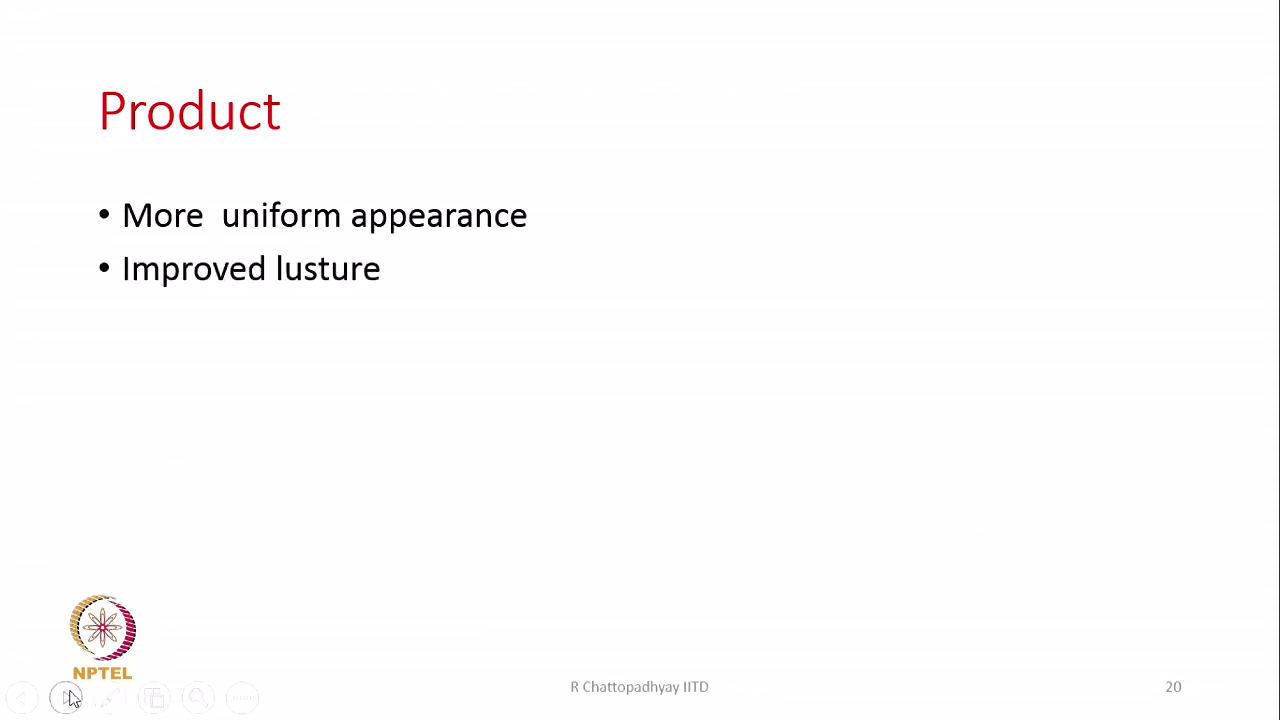 Product
• More  uniform appearance
• Improved lusture
NPTEL
R Chattopadhyay IITD
20